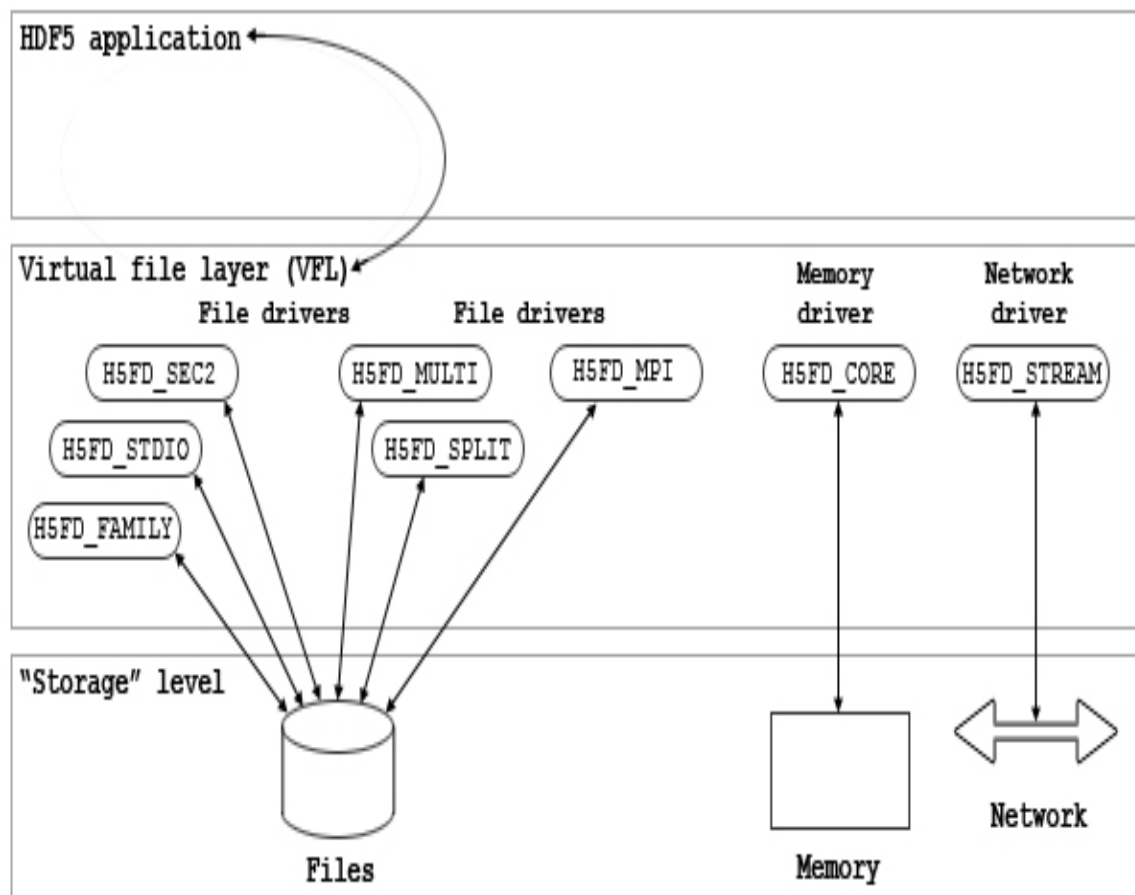 HDF5 application
Virtual file layer (VFL)
File drivers
File drivers
Memory
driver
Network
driver
H5FD_SEC2
H5FD_MULTI
H5FD_MPI
H5FD_CORE
H5FD_STREAM
H5FD_STDIO
H5FD_SPLIT
H5FD_FAMILY
“Storage” level
Files
Memory
Network